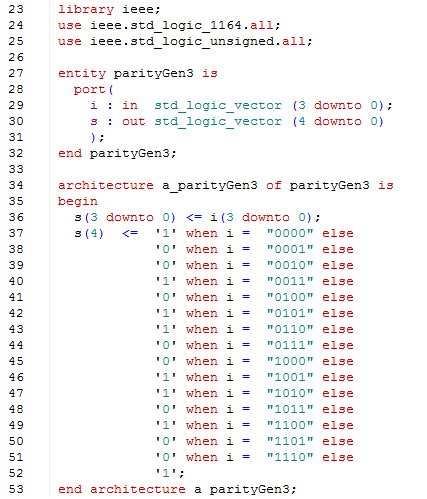 23 library ieee;
24 use ieee.std_logic_1164.all;
25 use ieee.std_logic_unsigned.all;
26
27 entity parityGen3 is
28 port(
29 i : in std_logic_vector (3 downto 0);
30 s : out std_logic_vector (4 downto 0)
31 );
32 end parityGen3;
33
34 architecture a_parityGen3 of parityGen3 is
35 begin
36 s(3 downto 0) <= i(3 downto 0);
37 s(4) <= '1' when i = "0000" else
38 '0' when i = "0001" else
39 '0' when i = "0010" else
40 '1' when i = "0011" else
41 '0' when i = "0100" else
42 '1' when i = "0101" else
43 '1' when i = "0110" else
44 '0' when i = "0111" else
45 '0' when i = "1000" else
46 '1' when i = "1001" else
47 '1' when i = "1010" else
48 '0' when i = "1011" else
49 '1' when i = "1100" else
50 '0' when i = "1101" else
51 '0' when i = "1110" else
52 '1';
53 end architecture a_parityGen3;